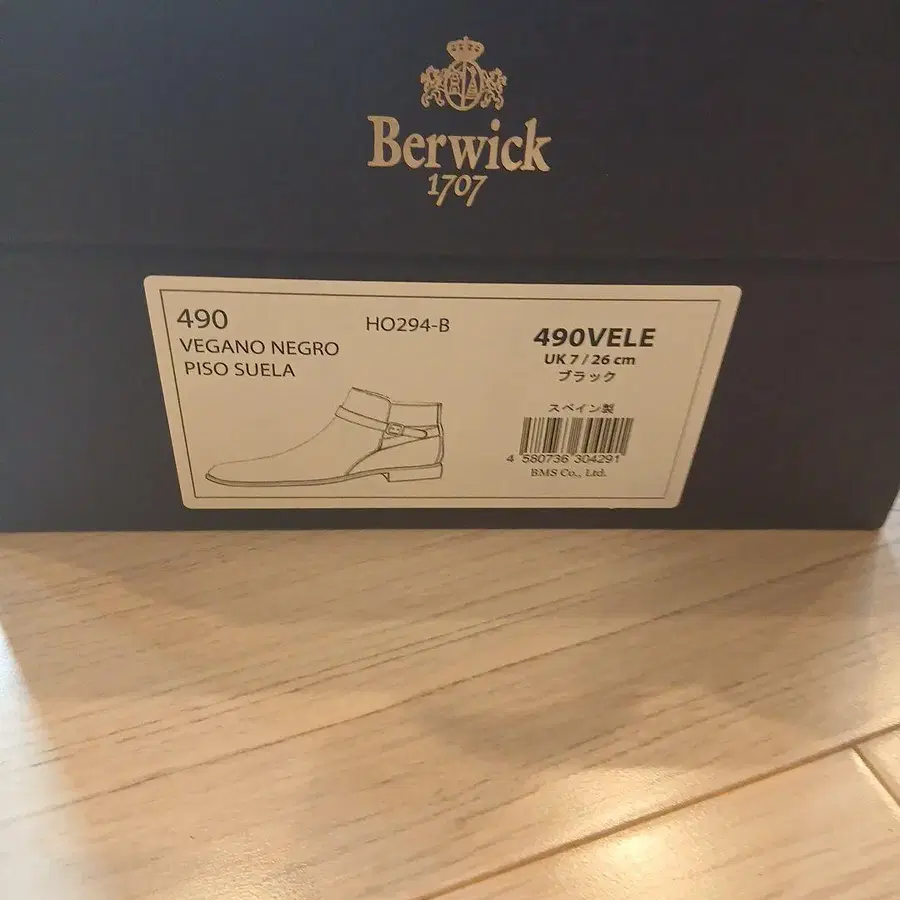 Berwick
1707
490
VEGANO NEGRO
PISO SUELA
HO294-B
490VELE
UK 7 / 26 cm
ブラック
スペイン製
4 580736 304291
BMS Co., Ltd.